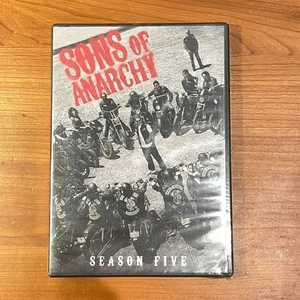 SONS OF
ANARCHY
SEASON FIVE